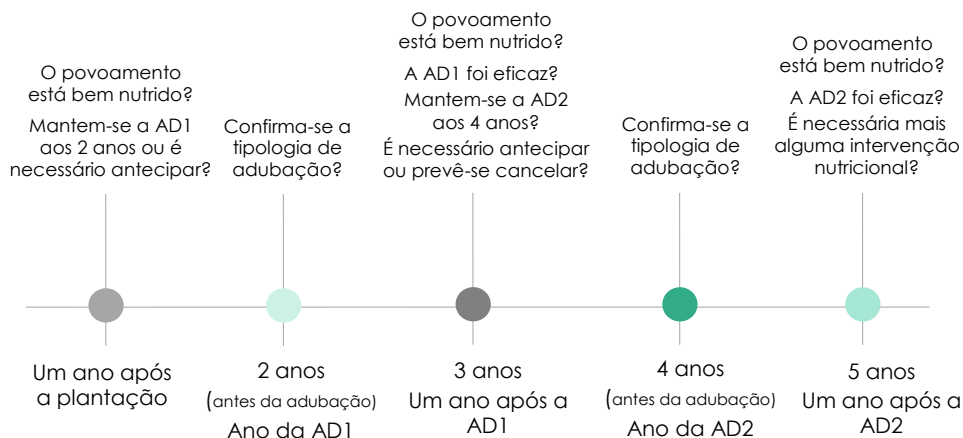 O povoamento
está bem nutrido?
Mantem-se a AD1
aos 2 anos ou é
necessário antecipar?
Confirma-se a
tipologia de
adubação?
O povoamento
está bem nutrido?
A AD1 foi eficaz?
Mantem-se a AD2
aos 4 anos?
É necessário antecipar
ou prevê-se cancelar?
Confirma-se a
tipologia de
adubação?
O povoamento
está bem nutrido?
A AD2 foi eficaz?
É necessária mais
alguma intervenção
nutricional?
Um ano após
a plantação
2 anos
(antes da adubação)
Ano da AD1
3 anos
Um ano após a
AD1
4 anos
(antes da adubação)
Ano da AD2
5 anos
Um ano após a
AD2